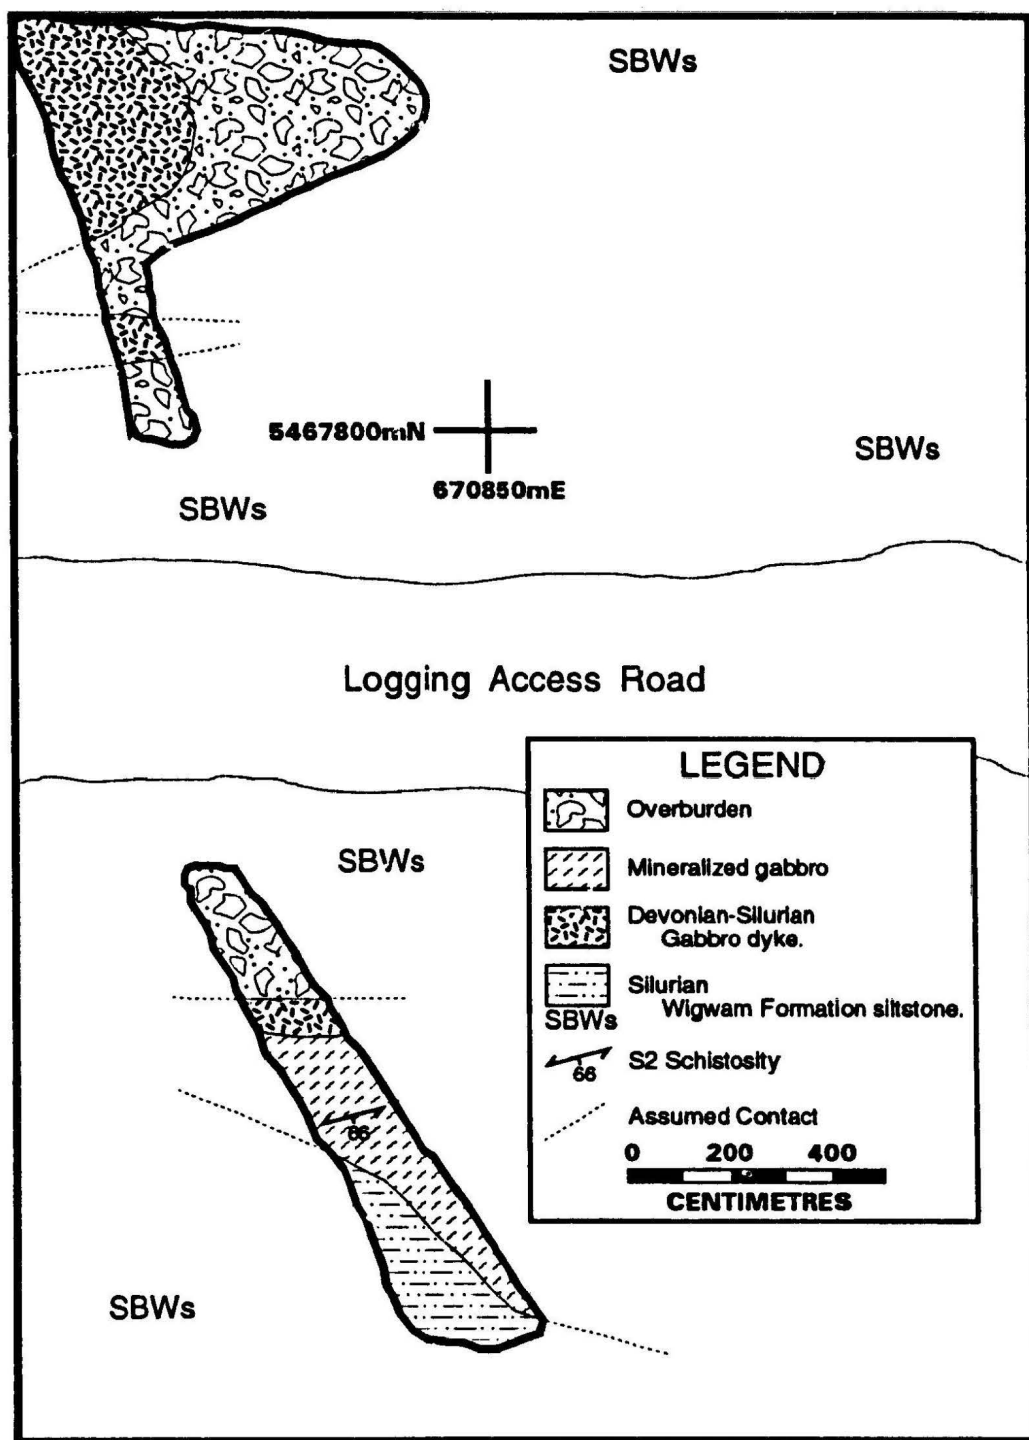 SBWs
5467800mN
670850mE
SBWs
SBWs
Logging Access Road
SBWs
LEGEND
Overburden
Mineralized gabbro
Devonian-Silurian
Gabbro dyke.
Silurian
Wigwam Formation siltstone.
SBWs
66
S2 Schistosity
Assumed Contact
0 200 400
CENTIMETRES
66
SBWs